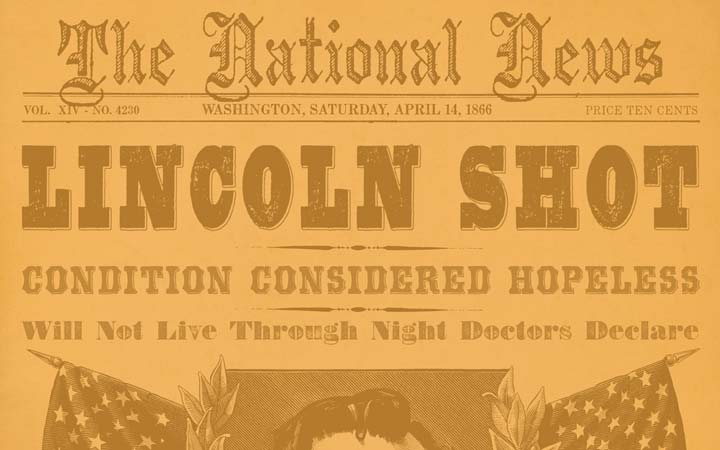 The National News
VOL. XIV - NO. 4230 WASHINGTON, SATURDAY, APRIL 14, 1866 PRICE TEN CENTS
LINCOLN SHOT
CONDITION CONSIDERED HOPELESS
Will Not Live Through Night Doctors Declare